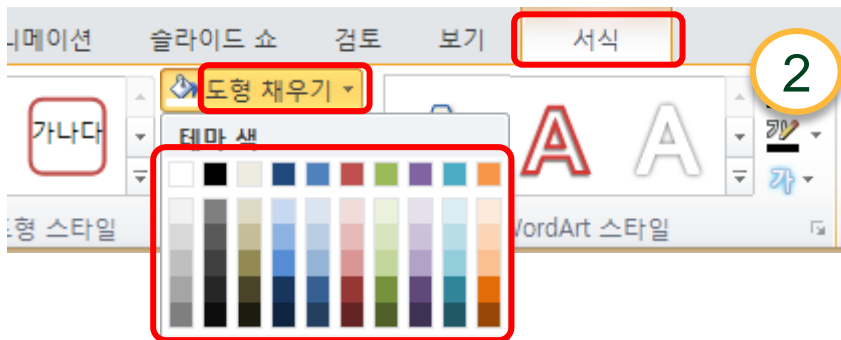 니메이션 슬라이드 쇼 검토 보기 서식
2
도형 채우기
가나다
테마 색
가
형 스타일 WordArt 스타일